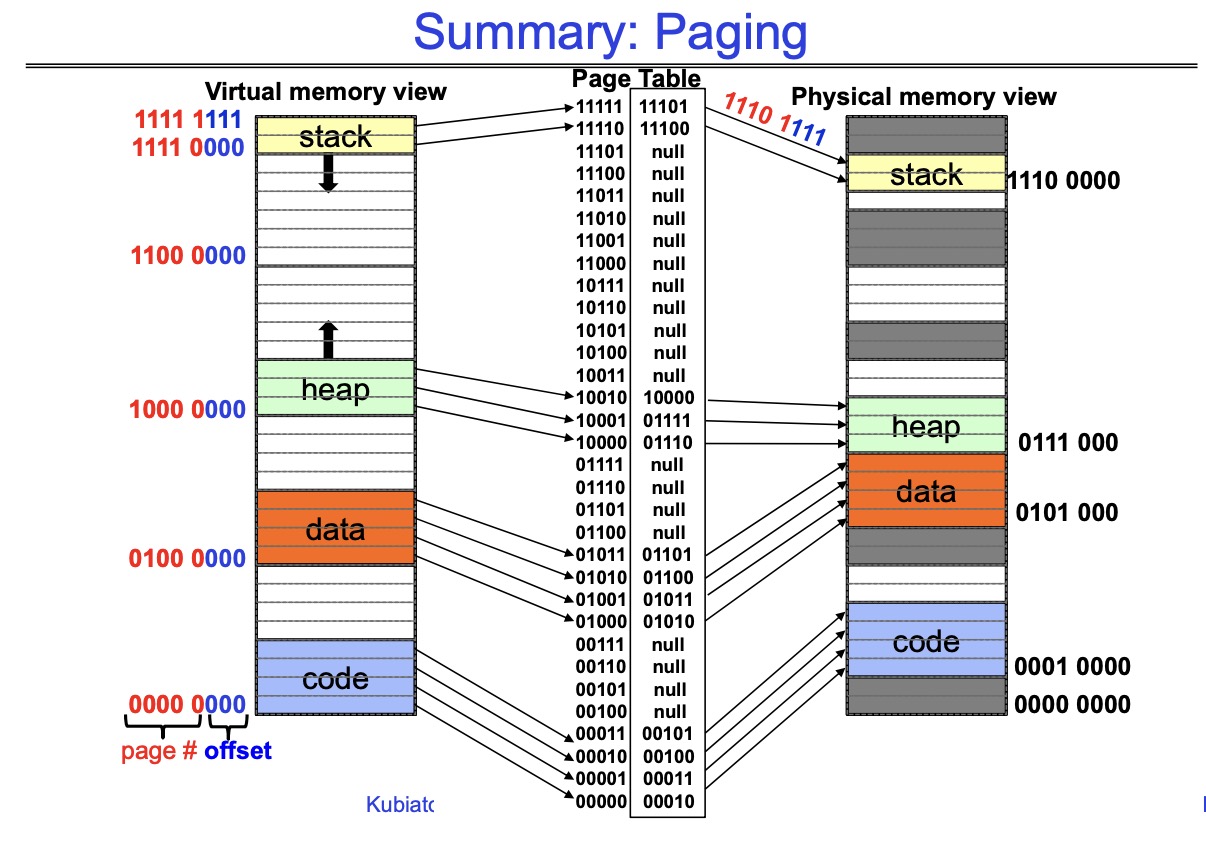 Summary: Paging
Page Table
Virtual memory view
Physical memory view
1111 1111
1111 0000
1100 0000
1000 0000
0100 0000
0000 0000
page # offset
stack
heap
data
code
11111 11101
11110 11100
11101 null
11100 null
11011 null
11010 null
11001 null
11000 null
10111 null
10110 null
10101 null
10100 null
10011 null
10010 10000
10001 01111
10000 01110
01111 null
01110 null
01101 null
01100 null
01011 01101
01010 01100
01001 01011
01000 01010
00111 null
00110 null
00101 null
00100 null
00011 00101
00010 00100
00001 00011
00000 00010
1110 1111
stack
heap
data
code
1110 0000
0111 000
0101 000
0001 0000
0000 0000